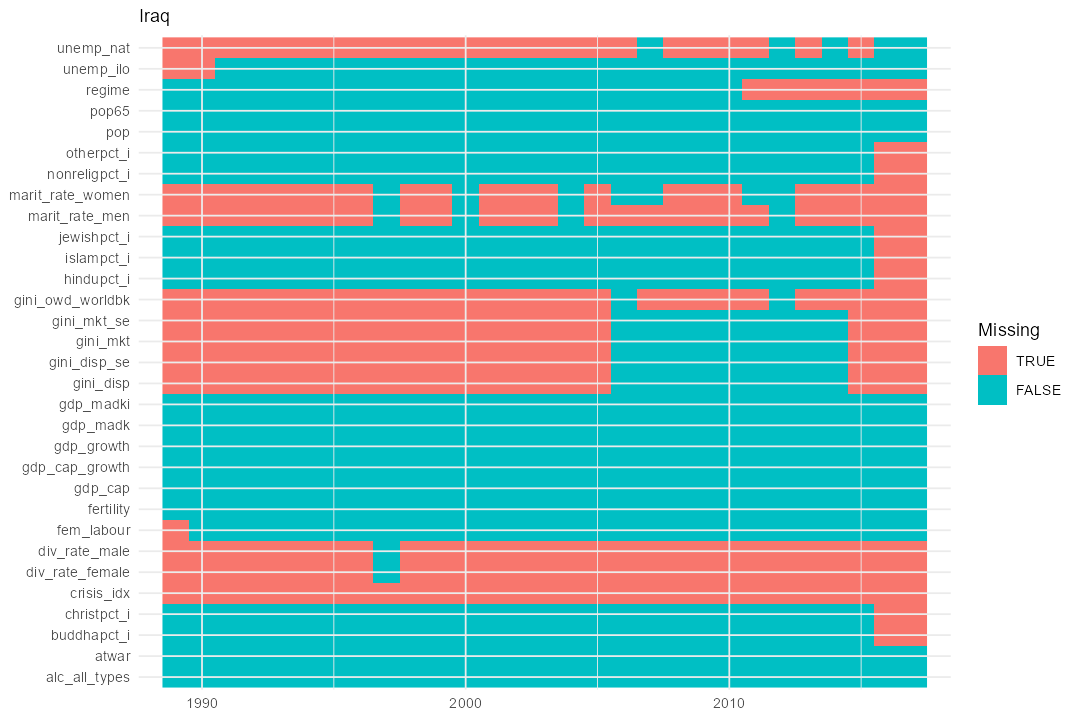 Iraq
unemp_nat
unemp_ilo
regime
pop65
pop
otherpct_i
nonreligpct_i
marit_rate_women
marit_rate_men
jewishpct_i
islampct_i
hindupct_i
gini_owd_worldbk
gini_mkt_se
gini_mkt
gini_disp_se
gini_disp
gdp_madki
gdp_madk
gdp_growth
gdp_cap_growth
gdp_cap
fertility
fem_labour
div_rate_male
div_rate_female
crisis_idx
christpct_i
buddhapct_i
atwar
alc_all_types
1990 2000 2010
Missing
TRUE
FALSE